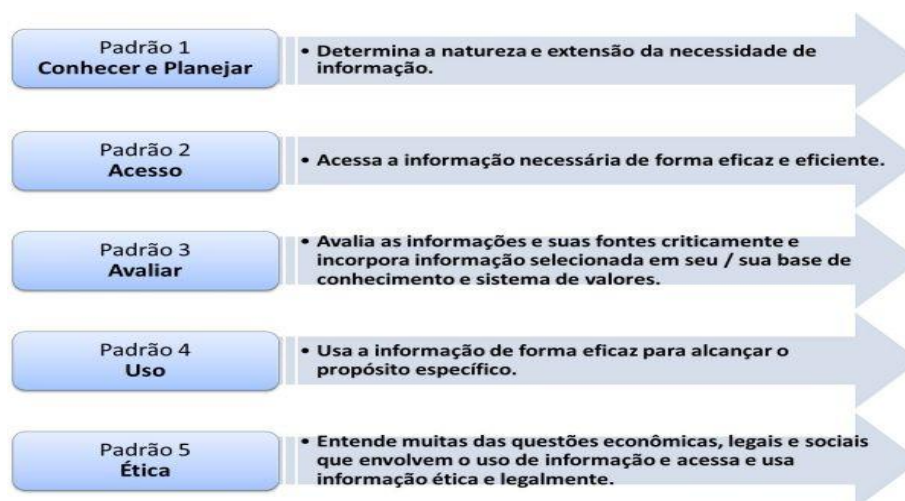 Padrão 1
Conhecer e Planejar
• Determina a natureza e extensão da necessidade de
informação.
Padrão 2
Acesso
• Acessa a informação necessária de forma eficaz e eficiente.
Padrão 3
Avaliar
• Avalia as informações e suas fontes criticamente e
incorpora informação selecionada em seu / sua base de
conhecimento e sistema de valores.
Padrão 4
Uso
• Usa a informação de forma eficaz para alcançar o
propósito específico.
Padrão 5
Ética
• Entende muitas das questões econômicas, legais e sociais
que envolvem o uso de informação e acessa e usa
informação ética e legalmente.